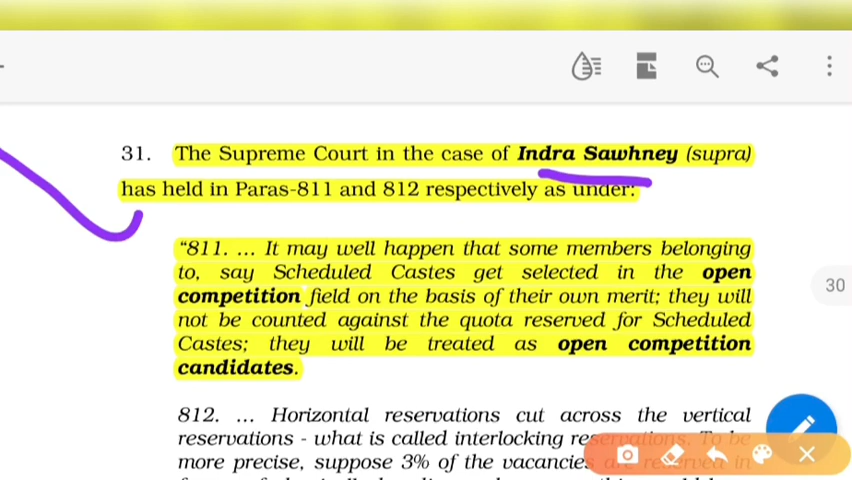 31. The Supreme Court in the case of Indra Sawhney (supra)
has held in Paras-811 and 812 respectively as under:
"811. ... It may well happen that some members belonging
to, say Scheduled Castes get selected in the open
competition field on the basis of their own merit; they will
not be counted against the quota reserved for Scheduled
Castes; they will be treated as open competition
candidates.
30
812. ... Horizontal reservations cut across the vertical
reservations - what is called interlocking reservations. To be
more precise, suppose 3% of the vacancies are reserved in